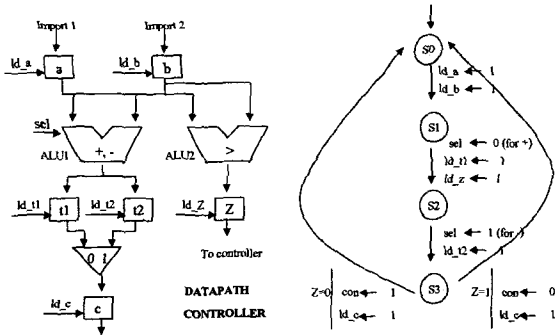 Import 1
Import 2
ld_a
a
ld_b
b
sel
+, -
ALU1
ALU2
>
ld_t1
t1
ld_t2
t2
ld_Z
Z
0 1
To controller
ld_c
c
DATAPATH
CONTROLLER
S0
ld_a ← 1
ld_b ← 1
S1
sel ← 0 (for +)
ld_t1 ← 1
ld_z ← 1
S2
sel ← 1 (for -)
ld_t2 ← 1
S3
Z=0 con ← 1
ld_c ← 1
Z=1 con ← 0
ld_c ← 1